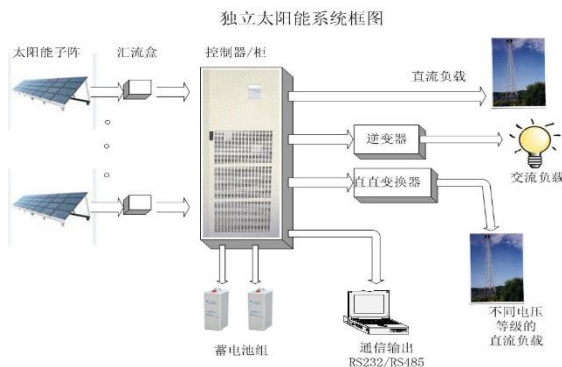 独立太阳能系统框图
太阳能子阵
汇流盒
控制器/柜
直流负载
逆变器
交流负载
直直变换器
蓄电池组
通信输出
RS232/RS485
不同电压
等级的
直流负载